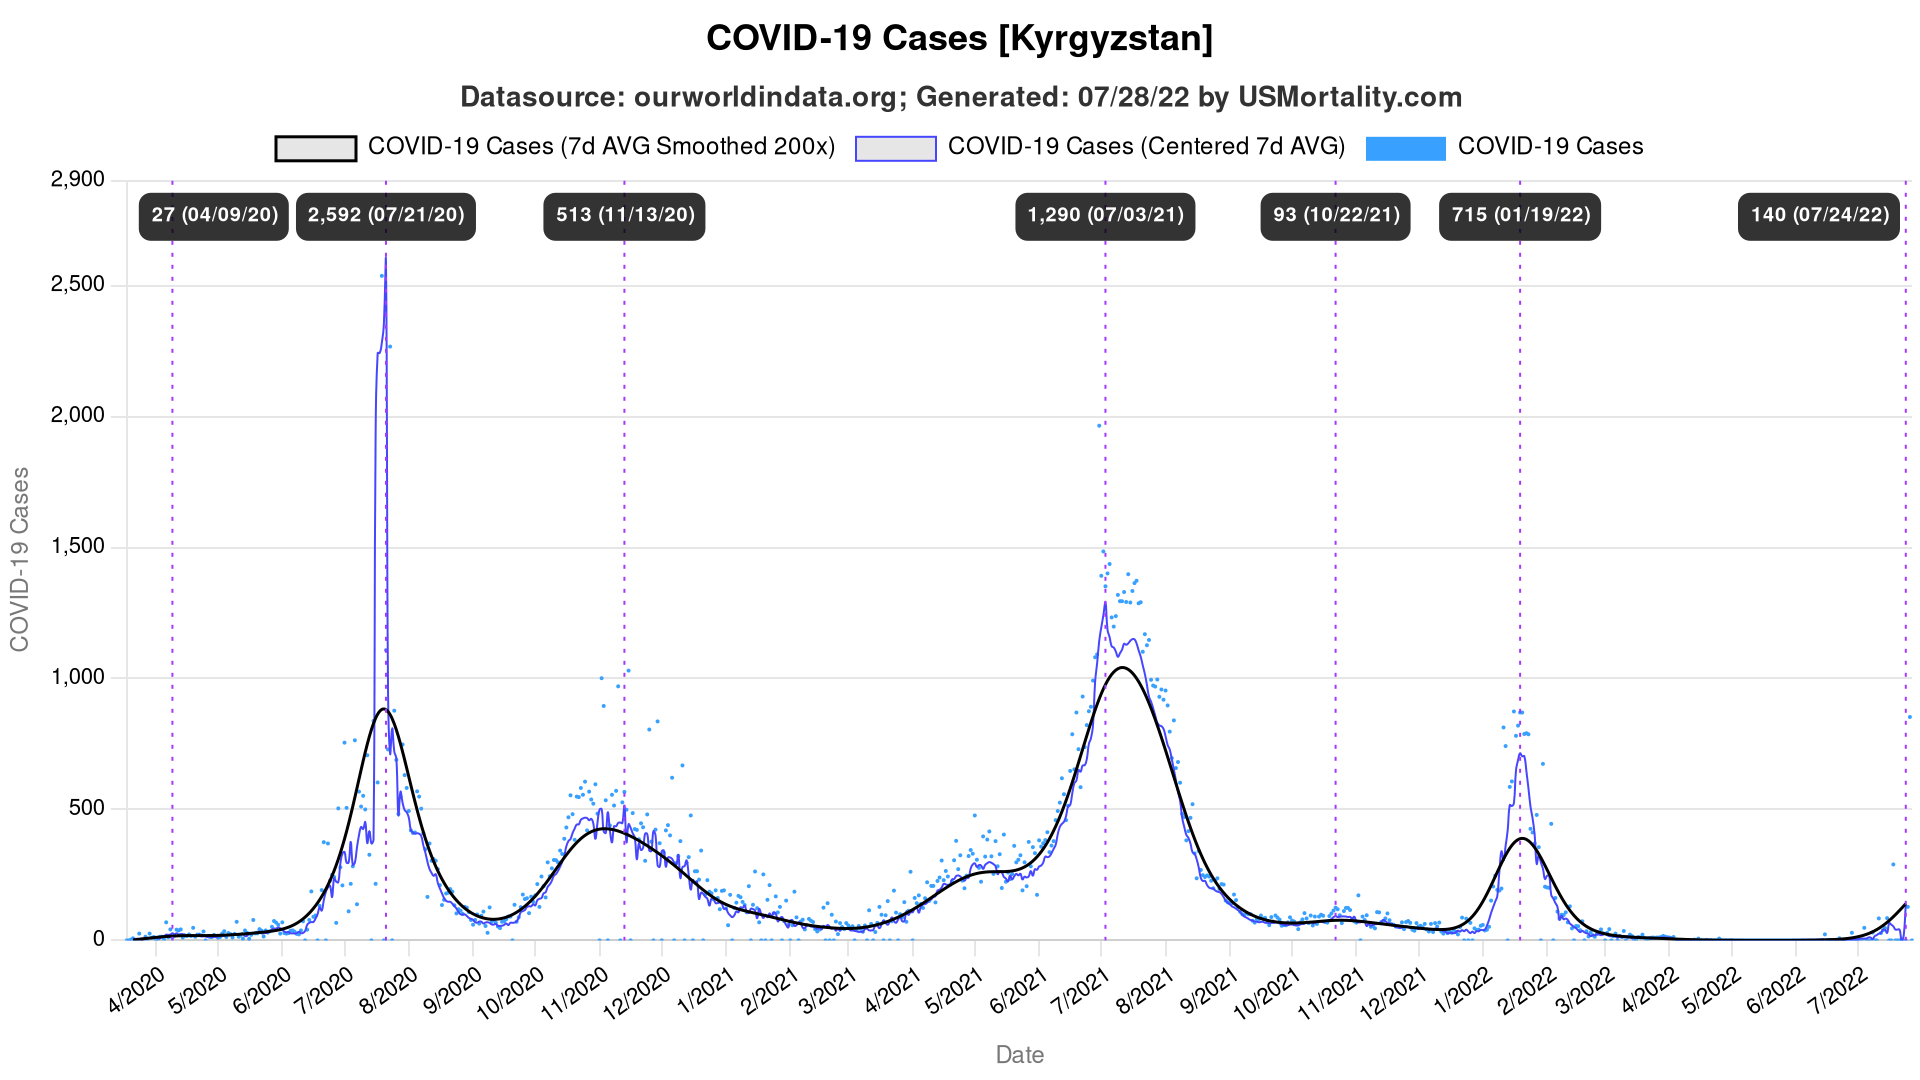 COVID-19 Cases [Kyrgyzstan]
Datasource: ourworldindata.org; Generated: 07/28/22 by USMortality.com
COVID-19 Cases (7d AVG Smoothed 200x) COVID-19 Cases (Centered 7d AVG) COVID-19 Cases
2,900
27 (04/09/20) 2,592 (07/21/20) 513 (11/13/20) 1,290 (07/03/21) 93 (10/22/21) 715 (01/19/22) 140 (07/24/22)
2,500
2,000
1,500
1,000
500
0
COVID-19 Cases
4/2020 5/2020 6/2020 7/2020 8/2020 9/2020 10/2020 11/2020 12/2020 1/2021 2/2021 3/2021 4/2021 5/2021 6/2021 7/2021 8/2021 9/2021 10/2021 11/2021 12/2021 1/2022 2/2022 3/2022 4/2022 5/2022 6/2022 7/2022
Date